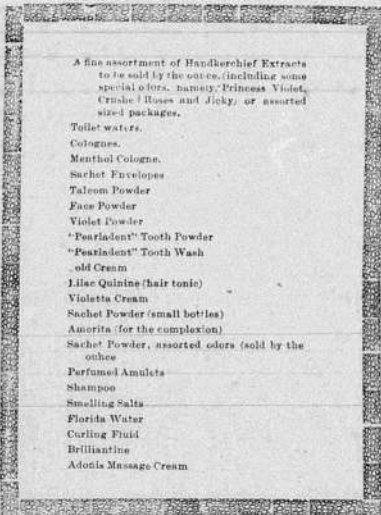 A fine assortment of Handkerchief Extracts
to be sold by the ounce, (including some
special odors, namely, Princess Violet,
Crushed Roses and Jicky) or assorted
sized packages.
Toilet waters.
Colognes.
Menthol Cologne.
Sachet Envelopes
Talcom Powder
Face Powder
Violet Powder
"Pearladent" Tooth Powder
"Pearladent" Tooth Wash
old Cream
Lilac Quinine (hair tonic)
Violetta Cream
Sachet Powder (small bottles)
Amorita (for the complexion)
Sachet Powder, assorted odors (sold by the
ounce
Perfumed Amulets
Shampoo
Smelling Salts
Florida Water
Curling Fluid
Brilliantine
Adonis Massage Cream